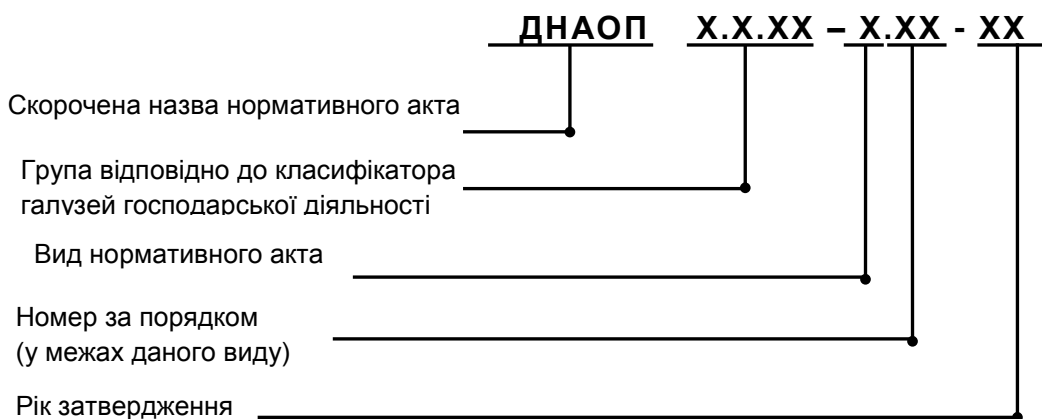 ДНАОП Х.Х.ХХ – Х.ХХ - ХХ
Скорочена назва нормативного акта
Група відповідно до класифікатора
галузей господарської діяльності
Вид нормативного акта
Номер за порядком
(у межах даного виду)
Рік затвердження